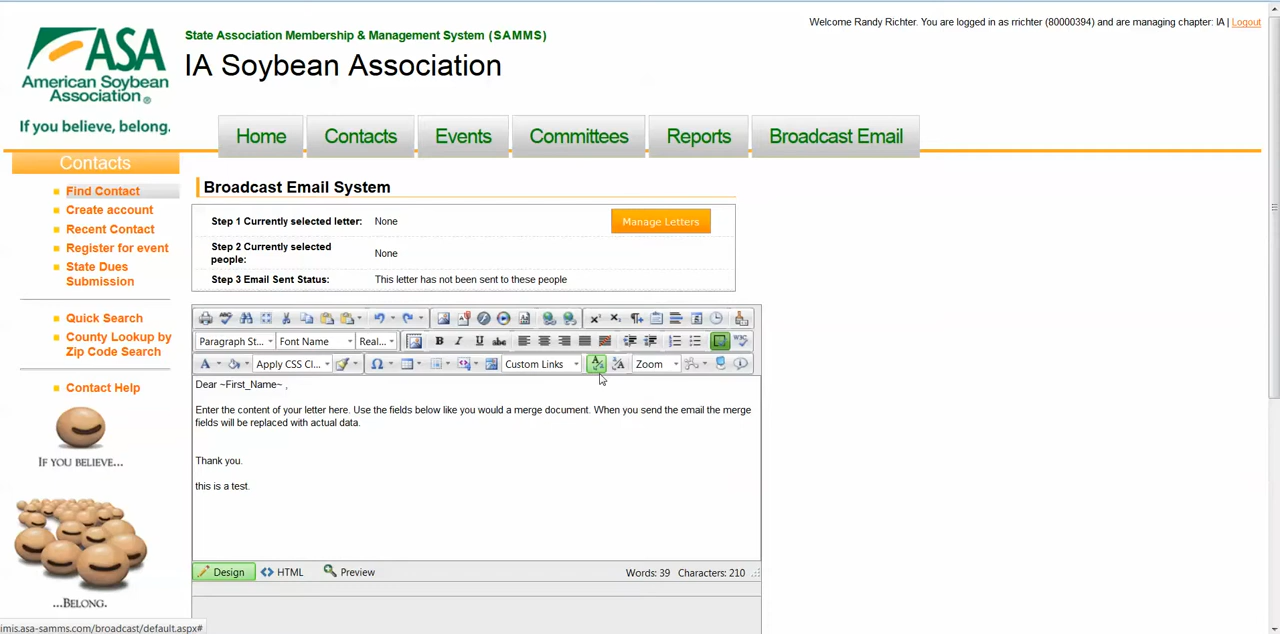 Welcome Randy Richter. You are logged in as rrichter (80000394) and are managing chapter: IA | Logout
ASA
American Soybean
Association®
If you believe, belong.
State Association Membership & Management System (SAMMS)
IA Soybean Association
Home
Contacts
Events
Committees
Reports
Broadcast Email
Contacts
Find Contact
Create account
Recent Contact
Register for event
State Dues
Submission
Quick Search
County Lookup by
Zip Code Search
Contact Help
IF YOU BELIEVE...
...BELONG.
Broadcast Email System
Step 1 Currently selected letter: None
Manage Letters
Step 2 Currently selected
people: None
Step 3 Email Sent Status: This letter has not been sent to these people
Paragraph St...
Font Name
Real...
Apply CSS Cl...
Custom Links
Zoom
Dear ~First_Name~ ,
Enter the content of your letter here. Use the fields below like you would a merge document. When you send the email the merge
fields will be replaced with actual data.
Thank you.
this is a test.
Design
HTML
Preview
Words: 39 Characters: 210
imis.asa-samms.com/broadcast/default.aspx#